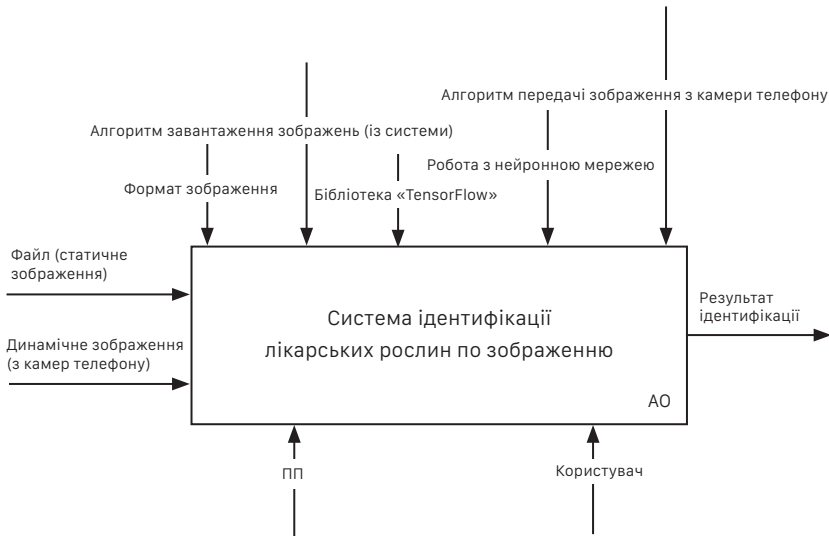 Алгоритм передачі зображення з камери телефону
Алгоритм завантаження зображень (із системи)
Робота з нейронною мережею
Формат зображення
Бібліотека «TensorFlow»
Файл (статичне
зображення)
Динамічне зображення
(з камер телефону)
Система ідентифікації
лікарських рослин по зображенню
АО
Результат
ідентифікації
ПП
Користувач